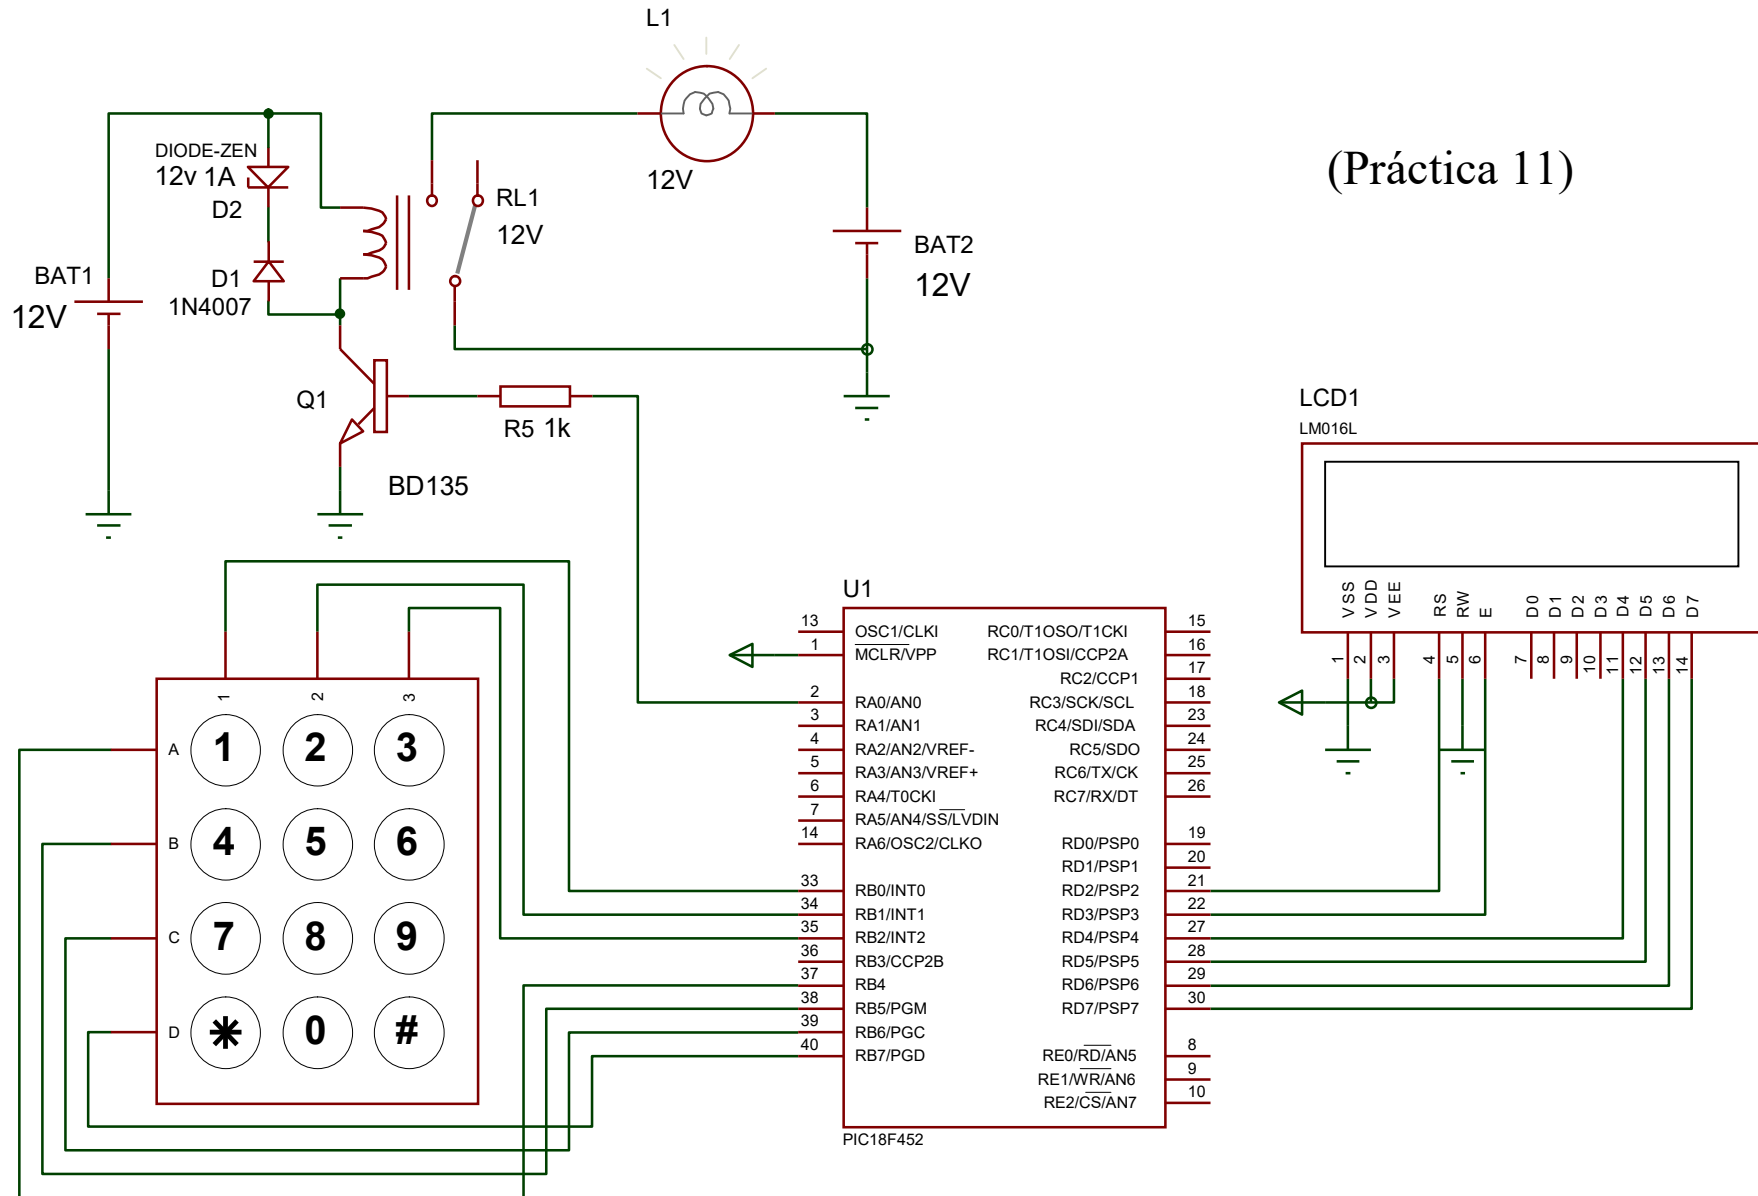 L1
12V
(Práctica 11)
DIODE-ZEN
12v 1A
D2
RL1
12V
BAT1
12V
D1
1N4007
BAT2
12V
Q1
R5 1k
BD135
LCD1
LM016L
VSS
VDD
VEE
RS
RW
E
D0
D1
D2
D3
D4
D5
D6
D7
1
2
3
4
5
6
7
8
9
10
11
12
13
14
U1
13 OSC1/CLKI
1 MCLR/VPP
2 RA0/AN0
3 RA1/AN1
4 RA2/AN2/VREF-
5 RA3/AN3/VREF+
6 RA4/T0CKI
7 RA5/AN4/SS/LVDIN
14 RA6/OSC2/CLKO
33 RB0/INT0
34 RB1/INT1
35 RB2/INT2
36 RB3/CCP2B
37 RB4
38 RB5/PGM
39 RB6/PGC
40 RB7/PGD
RC0/T1OSO/T1CKI 15
RC1/T1OSI/CCP2A 16
RC2/CCP1 17
RC3/SCK/SCL 18
RC4/SDI/SDA 23
RC5/SDO 24
RC6/TX/CK 25
RC7/RX/DT 26
RD0/PSP0 19
RD1/PSP1 20
RD2/PSP2 21
RD3/PSP3 22
RD4/PSP4 27
RD5/PSP5 28
RD6/PSP6 29
RD7/PSP7 30
RE0/RD/AN5 8
RE1/WR/AN6 9
RE2/CS/AN7 10
PIC18F452
1 2 3
A 1 2 3
B 4 5 6
C 7 8 9
D * 0 #